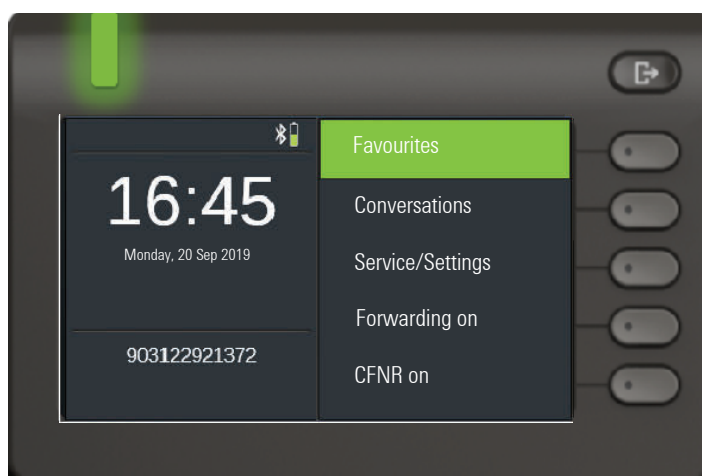 16:45
Monday, 20 Sep 2019
903122921372
Favourites
Conversations
Service/Settings
Forwarding on
CFNR on